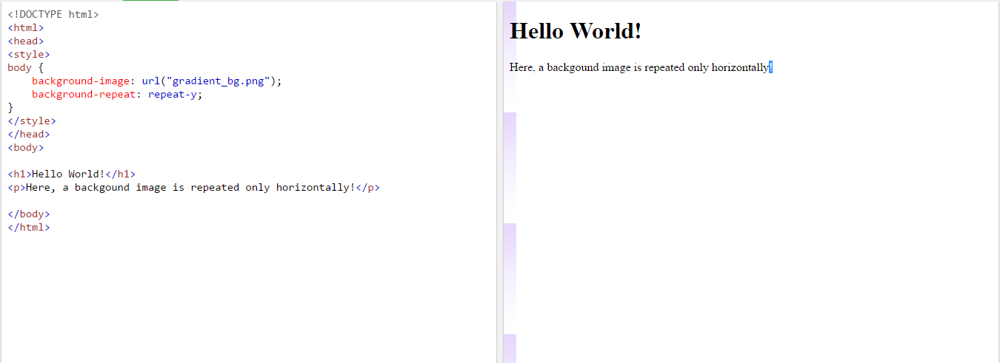 <!DOCTYPE html>
<html>
<head>
<style>
body {
    background-image: url("gradient_bg.png");
    background-repeat: repeat-y;
}
</style>
</head>
<body>

<h1>Hello World!</h1>
<p>Here, a backgound image is repeated only horizontally!</p>

</body>
</html>
Hello World!
Here, a backgound image is repeated only horizontally!